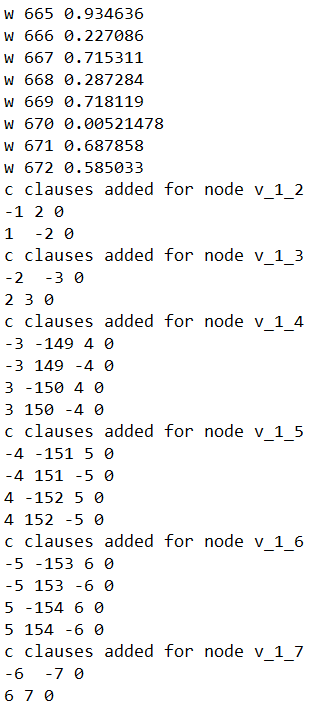 w 665 0.934636
w 666 0.227086
w 667 0.715311
w 668 0.287284
w 669 0.718119
w 670 0.00521478
w 671 0.687858
w 672 0.585033
c clauses added for node v_1_2
-1 2 0
1  -2 0
c clauses added for node v_1_3
-2  -3 0
2 3 0
c clauses added for node v_1_4
-3 -149 4 0
-3 149 -4 0
3 -150 4 0
3 150 -4 0
c clauses added for node v_1_5
-4 -151 5 0
-4 151 -5 0
4 -152 5 0
4 152 -5 0
c clauses added for node v_1_6
-5 -153 6 0
-5 153 -6 0
5 -154 6 0
5 154 -6 0
c clauses added for node v_1_7
-6  -7 0
6 7 0